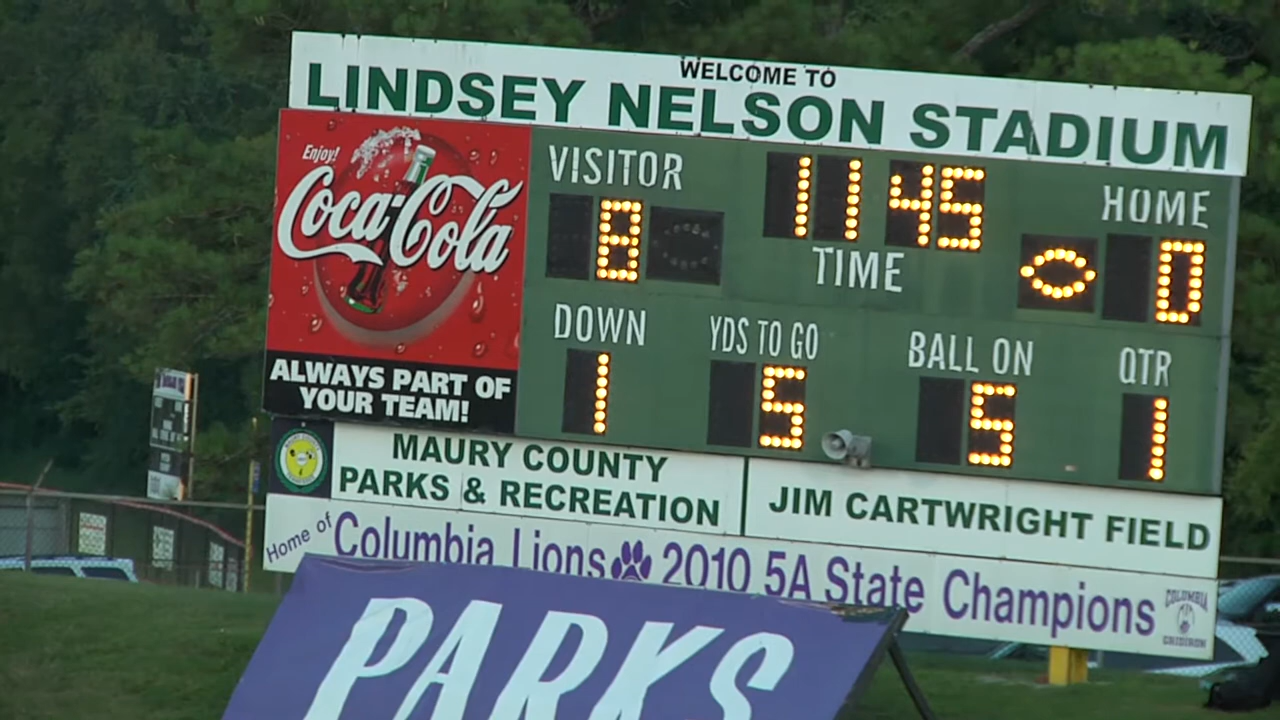 WELCOME TO
LINDSEY NELSON STADIUM
Enjoy!
Coca-Cola
ALWAYS PART OF
YOUR TEAM!
VISITOR
8
11 45
TIME
HOME
0
DOWN
1
YDS TO GO
5
BALL ON
5
QTR
1
MAURY COUNTY
PARKS & RECREATION
JIM CARTWRIGHT FIELD
Home of Columbia Lions 2010 5A State Champions
COLUMBIA
GRIDIRON
PARKS